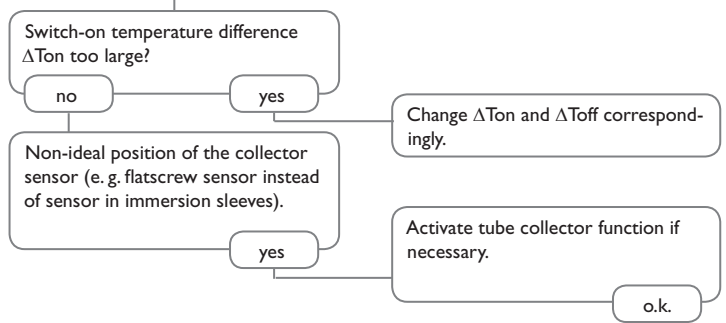 Switch-on temperature difference
ΔTon too large?
no
yes
Change ΔTon and ΔToff correspond-
ingly.
Non-ideal position of the collector
sensor (e. g. flatscrew sensor instead
of sensor in immersion sleeves).
yes
Activate tube collector function if
necessary.
o.k.